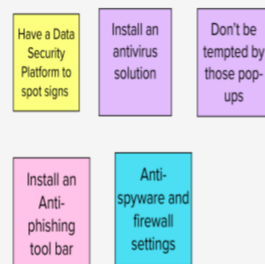 Have a Data
Security
Platform to
spot signs
Install an
antivirus
solution
Don't be
tempted by
those pop-
ups
Install an
Anti-
phishing
tool bar
Anti-
spyware and
firewall
settings